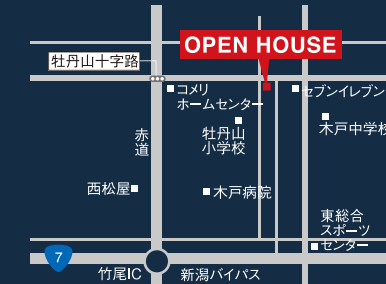 OPEN HOUSE
牡丹山十字路
コメリ
ホームセンター
セブンイレブン
赤道
牡丹山
小学校
木戸中学校
西松屋
木戸病院
東総合
スポーツ
センター
7
竹尾IC
新潟バイパス